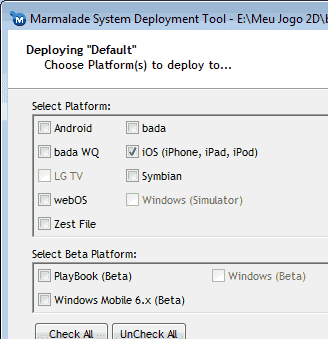 Marmalade System Deployment Tool - E:\Meu Jogo 2D\
Deploying "Default"
Choose Platform(s) to deploy to...
Select Platform:
Android bada
bada WQ iOS (iPhone, iPad, iPod)
LG TV Symbian
webOS Windows (Simulator)
Zest File
Select Beta Platform:
PlayBook (Beta) Windows (Beta)
Windows Mobile 6.x (Beta)
Check All UnCheck All